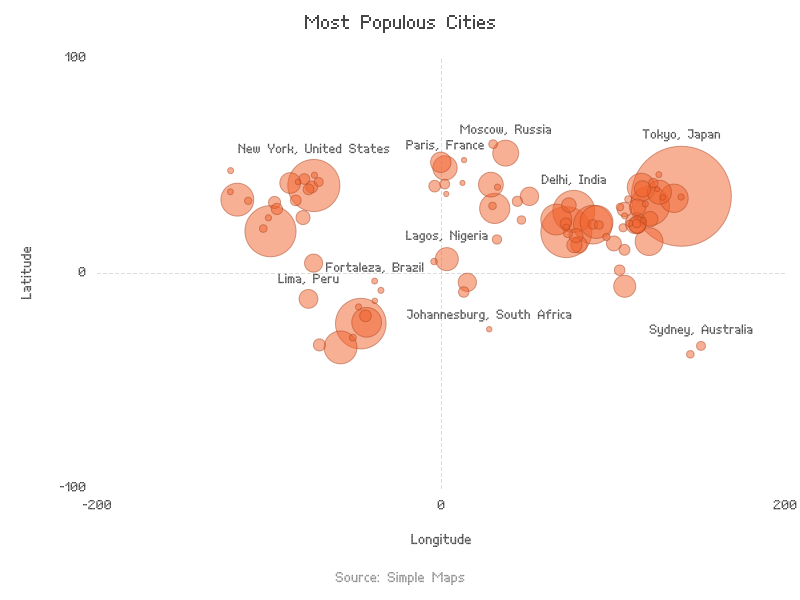 Most Populous Cities
100
Moscow, Russia
Tokyo, Japan
New York, United States
Paris, France
Delhi, India
Lagos, Nigeria
Latitude
0
Fortaleza, Brazil
Lima, Peru
Johannesburg, South Africa
Sydney, Australia
-100
-200
0
200
Longitude
Source: Simple Maps